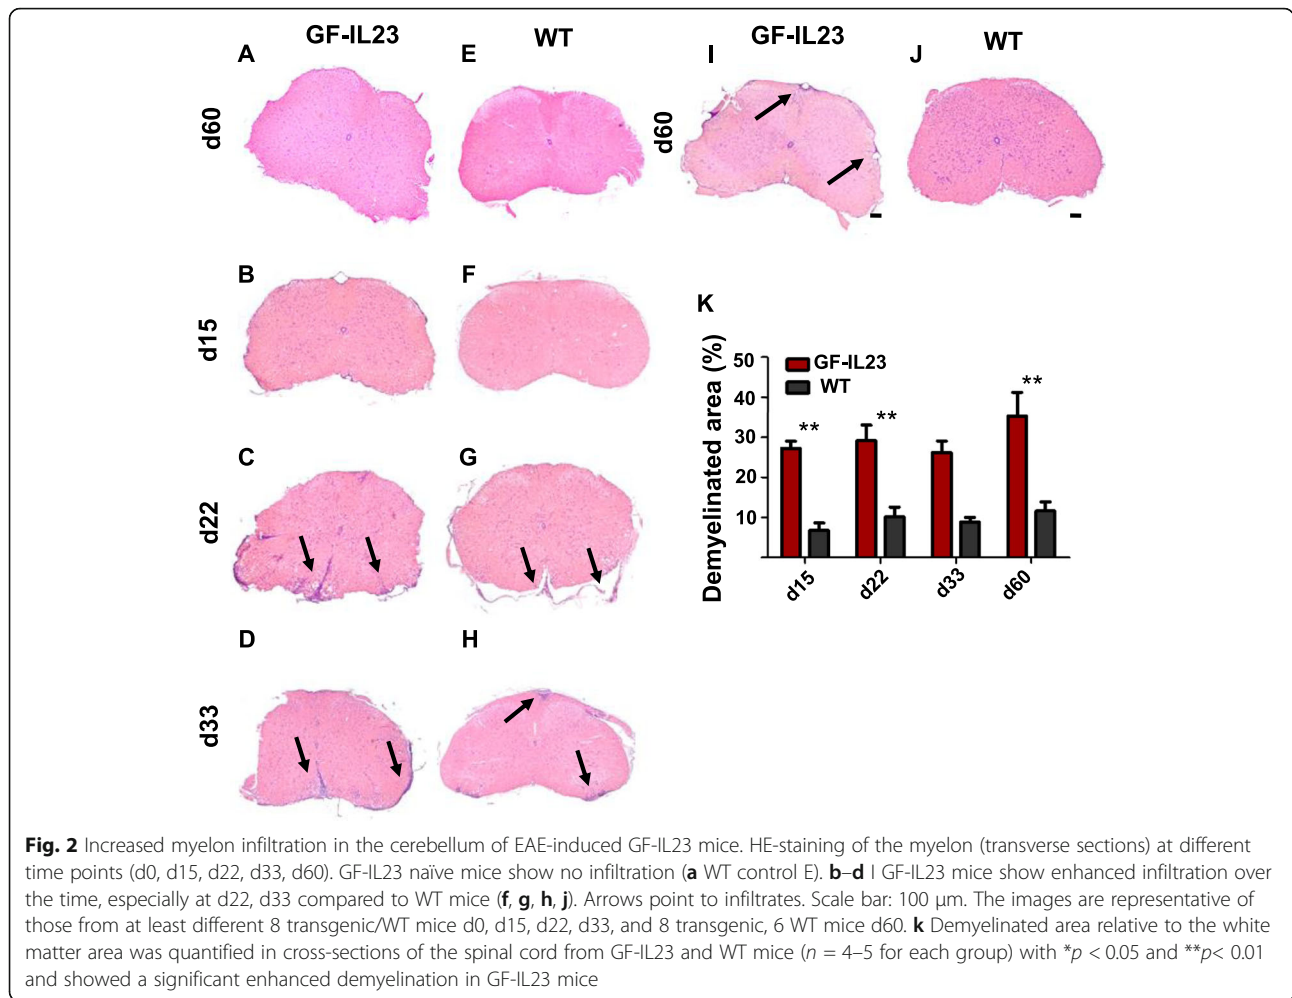 GF-IL23
WT
GF-IL23
WT
A
E
I
J
d60
d60
B
F
d15
C
G
d22
D
H
d33
K
Demyelinated area (%)
50
40
30
20
10
GF-IL23
WT
**
**
**
d15
d22
d33
d60
Fig. 2 Increased myelon infiltration in the cerebellum of EAE-induced GF-IL23 mice. HE-staining of the myelon (transverse sections) at different
time points (d0, d15, d22, d33, d60). GF-IL23 naïve mice show no infiltration (a WT control E). b–d I GF-IL23 mice show enhanced infiltration over
the time, especially at d22, d33 compared to WT mice (f, g, h, j). Arrows point to infiltrates. Scale bar: 100 μm. The images are representative of
those from at least different 8 transgenic/WT mice d0, d15, d22, d33, and 8 transgenic, 6 WT mice d60. k Demyelinated area relative to the white
matter area was quantified in cross-sections of the spinal cord from GF-IL23 and WT mice (n = 4–5 for each group) with *p < 0.05 and **p< 0.01
and showed a significant enhanced demyelination in GF-IL23 mice